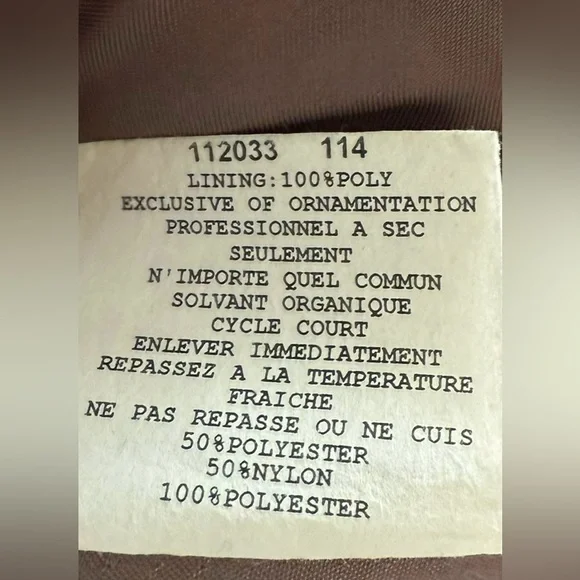 112033 114
LINING:100%POLY
EXCLUSIVE OF ORNAMENTATION
PROFESSIONNEL A SEC
SEULEMENT
N'IMPORTE QUEL COMMUN
SOLVANT ORGANIQUE
CYCLE COURT
ENLEVER IMMEDIATEMENT
REPASSEZ A LA TEMPERATURE
FRAICHE
NE PAS REPASSE OU NE CUIS
50%POLYESTER
50%NYLON
100%POLYESTER